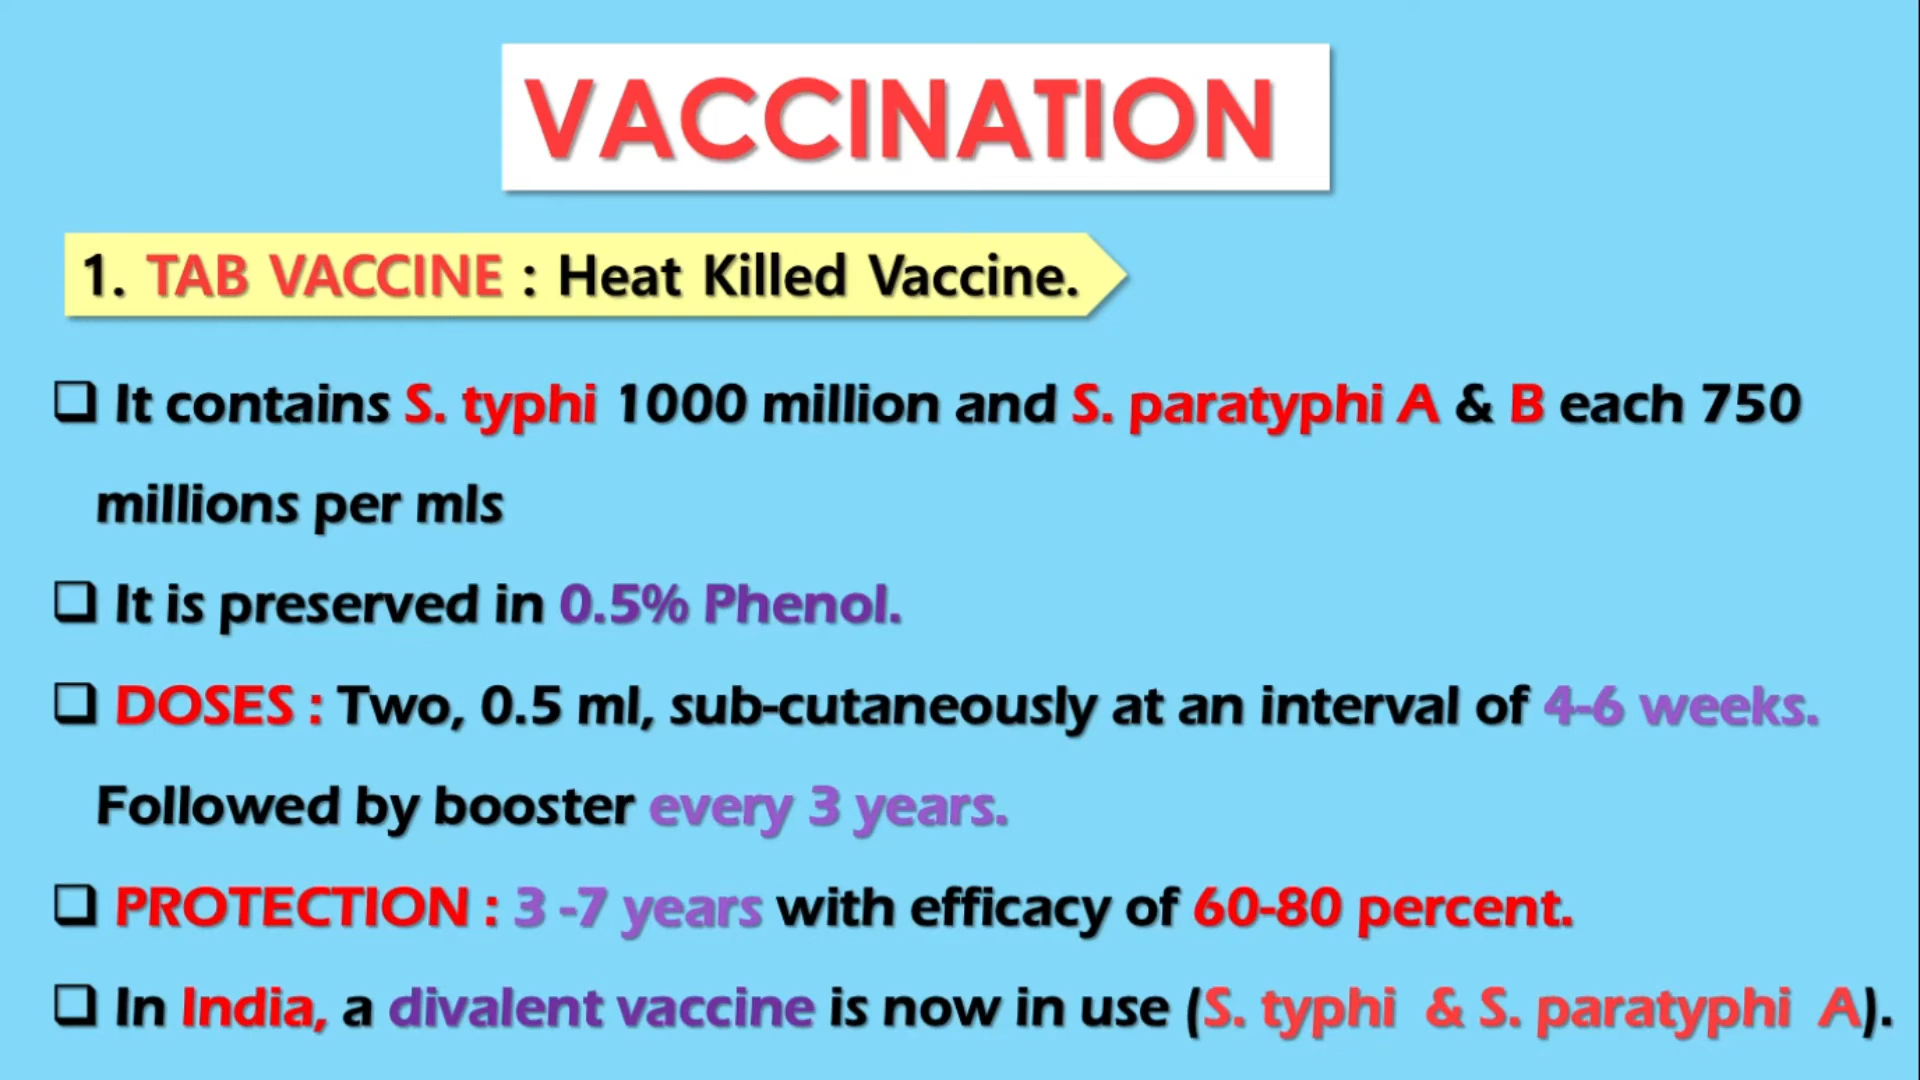 VACCINATION
1. TAB VACCINE : Heat Killed Vaccine.
❑ It contains S. typhi 1000 million and S. paratyphi A & B each 750
millions per mls
❑ It is preserved in 0.5% Phenol.
❑ DOSES : Two, 0.5 ml, sub-cutaneously at an interval of 4-6 weeks.
Followed by booster every 3 years.
❑ PROTECTION : 3 -7 years with efficacy of 60-80 percent.
❑ In India, a divalent vaccine is now in use (S. typhi & S. paratyphi A).